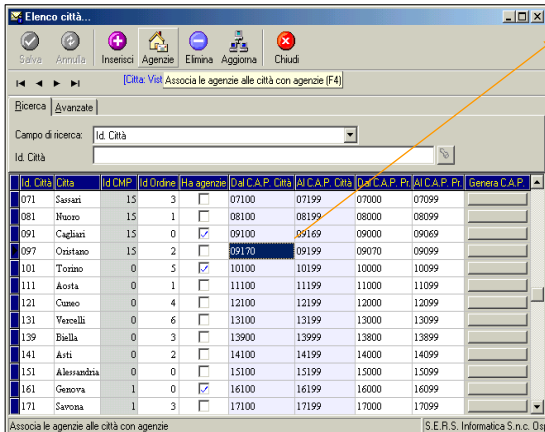 Elenco città...
Salva Annulla Inserisci Agenzie Elimina Aggiorna Chiudi
[Citta: Vist Associa le agenzie alle città con agenzie (F4)
Ricerca Avanzate
Campo di ricerca: Id. Città
Id. Città
Id. Città Citta Id CMP Id Ordine Ha agenzie Dal C.A.P. Città Al C.A.P. Città Dal C.A.P. Pr. Al C.A.P. Pr. Genera C.A.P.
071 Sassari 15 3 07100 07199 07000 07099
081 Nuoro 15 1 08100 08199 08000 08099
091 Cagliari 15 0 09100 09169 09000 09069
097 Oristano 15 2 09170 09199 09070 09099
101 Torino 0 5 10100 10199 10000 10099
111 Aosta 0 1 11100 11199 11000 11099
121 Cuneo 0 4 12100 12199 12000 12099
131 Vercelli 0 6 13100 13199 13000 13099
139 Biella 0 3 13900 13999 13800 13899
141 Asti 0 2 14100 14199 14000 14099
151 Alessandria 0 0 15100 15199 15000 15099
161 Genova 1 0 16100 16199 16000 16099
171 Savona 1 3 17100 17199 17000 17099
Associa le agenzie alle città con agenzie S.E.R.S. Informatica S.n.c. Osp